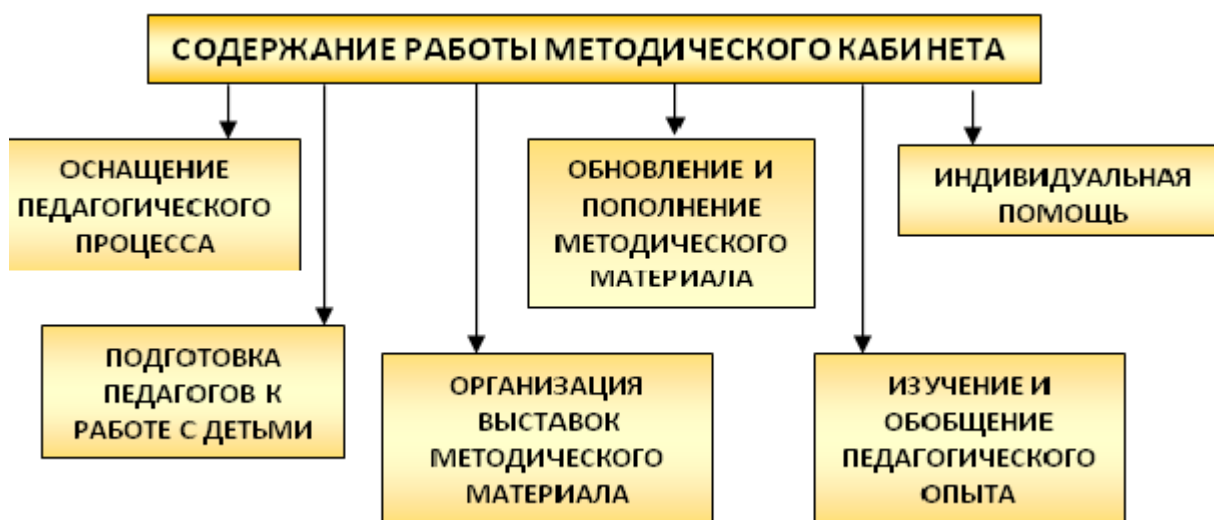 СОДЕРЖАНИЕ РАБОТЫ МЕТОДИЧЕСКОГО КАБИНЕТА
ОСНАЩЕНИЕ
ПЕДАГОГИЧЕСКОГО
ПРОЦЕССА
ОБНОВЛЕНИЕ И
ПОПОЛНЕНИЕ
МЕТОДИЧЕСКОГО
МАТЕРИАЛА
ИНДИВИДУАЛЬНАЯ
ПОМОЩЬ
ПОДГОТОВКА
ПЕДАГОГОВ К
РАБОТЕ С ДЕТЬМИ
ОРГАНИЗАЦИЯ
ВЫСТАВОК
МЕТОДИЧЕСКОГО
МАТЕРИАЛА
ИЗУЧЕНИЕ И
ОБОБЩЕНИЕ
ПЕДАГОГИЧЕСКОГО
ОПЫТА